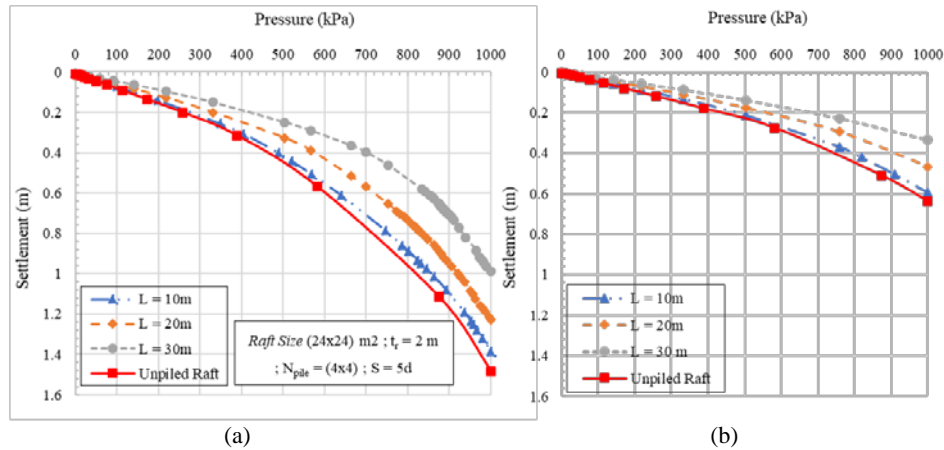 Pressure (kPa)
0 100 200 300 400 500 600 700 800 900 1000
0
0.2
0.4
0.6
0.8
1
1.2
1.4
1.6
Settlement (m)
L = 10m
L = 20m
L = 30m
Unpiled Raft
Raft Size (24x24) m2 ; tr = 2 m
; Npile = (4x4) ; S = 5d
(a)
Pressure (kPa)
0 100 200 300 400 500 600 700 800 900 1000
0
0.2
0.4
0.6
0.8
1
1.2
1.4
1.6
Settlement (m)
L = 10m
L = 20m
L = 30 m
Unpiled Raft
(b)